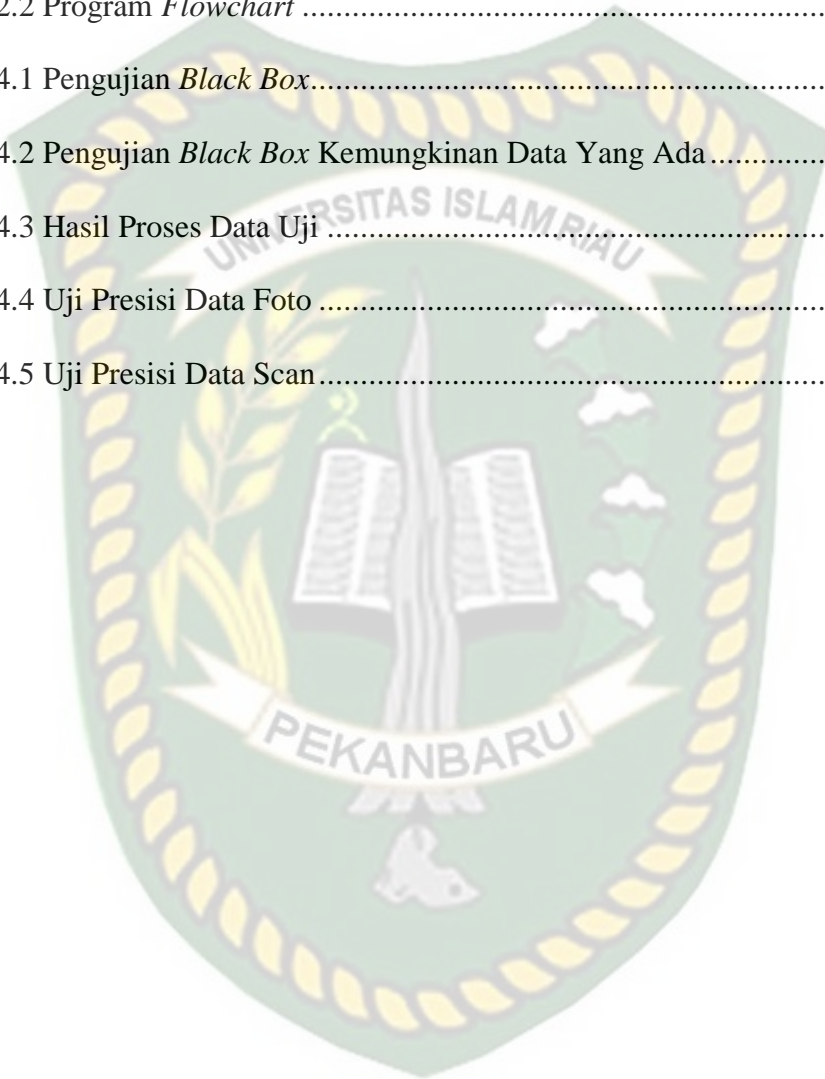 2.2 Program Flowchart ........................................................
4.1 Pengujian Black Box........................................................
4.2 Pengujian Black Box Kemungkinan Data Yang Ada..............
UNIVERSITAS ISLAM RIAU
4.3 Hasil Proses Data Uji ........................................................
4.4 Uji Presisi Data Foto ........................................................
4.5 Uji Presisi Data Scan........................................................
PEKANBARU